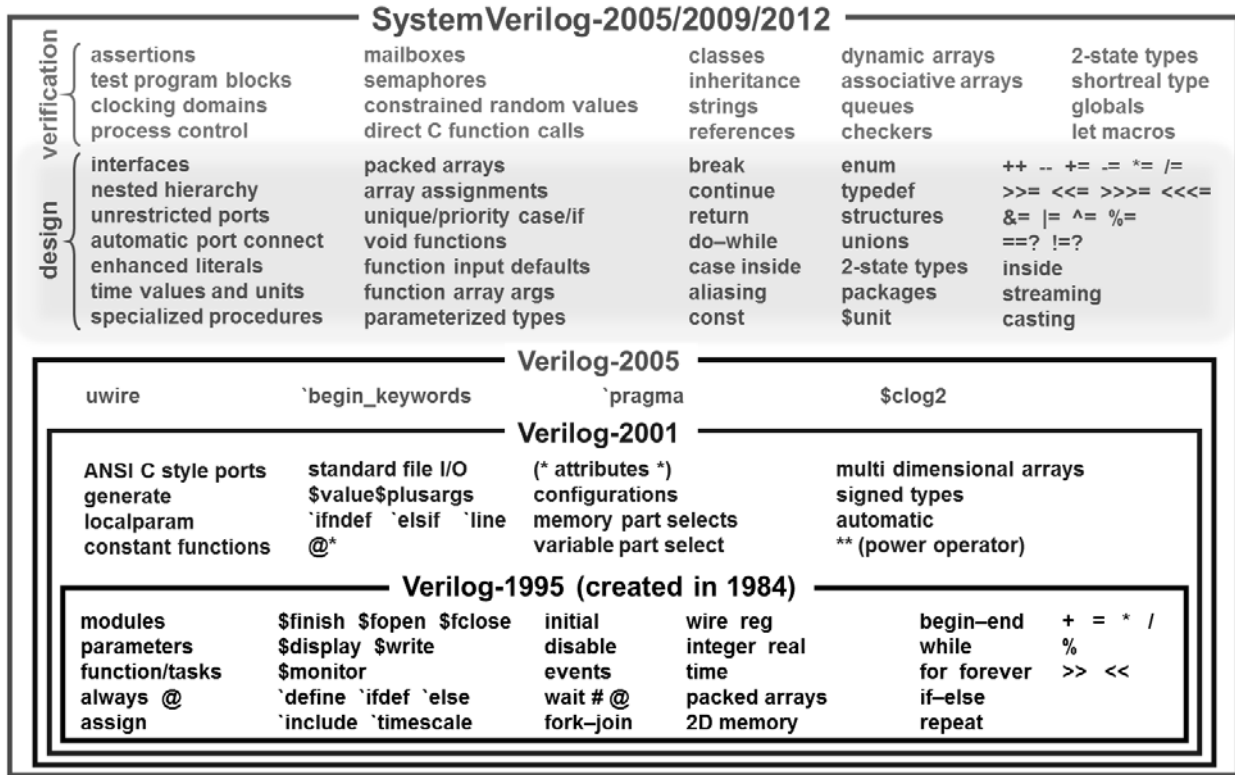 SystemVerilog-2005/2009/2012
verification
assertions mailboxes classes dynamic arrays 2-state types
test program blocks semaphores inheritance associative arrays shortreal type
clocking domains constrained random values strings queues globals
process control direct C function calls references checkers let macros
design
interfaces packed arrays break enum ++ -- += -= *= /=
nested hierarchy array assignments continue typedef >>= <<= >>>= <<<=
unrestricted ports unique/priority case/if return structures &= |= ^= %=
automatic port connect void functions do–while unions ==? !=?
enhanced literals function input defaults case inside 2-state types inside
time values and units function array args aliasing packages streaming
specialized procedures parameterized types const $unit casting
Verilog-2005
uwire `begin_keywords `pragma $clog2
Verilog-2001
ANSI C style ports standard file I/O (* attributes *) multi dimensional arrays
generate $value$plusargs configurations signed types
localparam `ifndef `elsif `line memory part selects automatic
constant functions @* variable part select ** (power operator)
Verilog-1995 (created in 1984)
modules $finish $fopen $fclose initial wire reg begin–end + = * /
parameters $display $write disable integer real while %
function/tasks $monitor events time for forever >> <<
always @ `define `ifdef `else wait # @ packed arrays if–else
assign `include `timescale fork–join 2D memory repeat